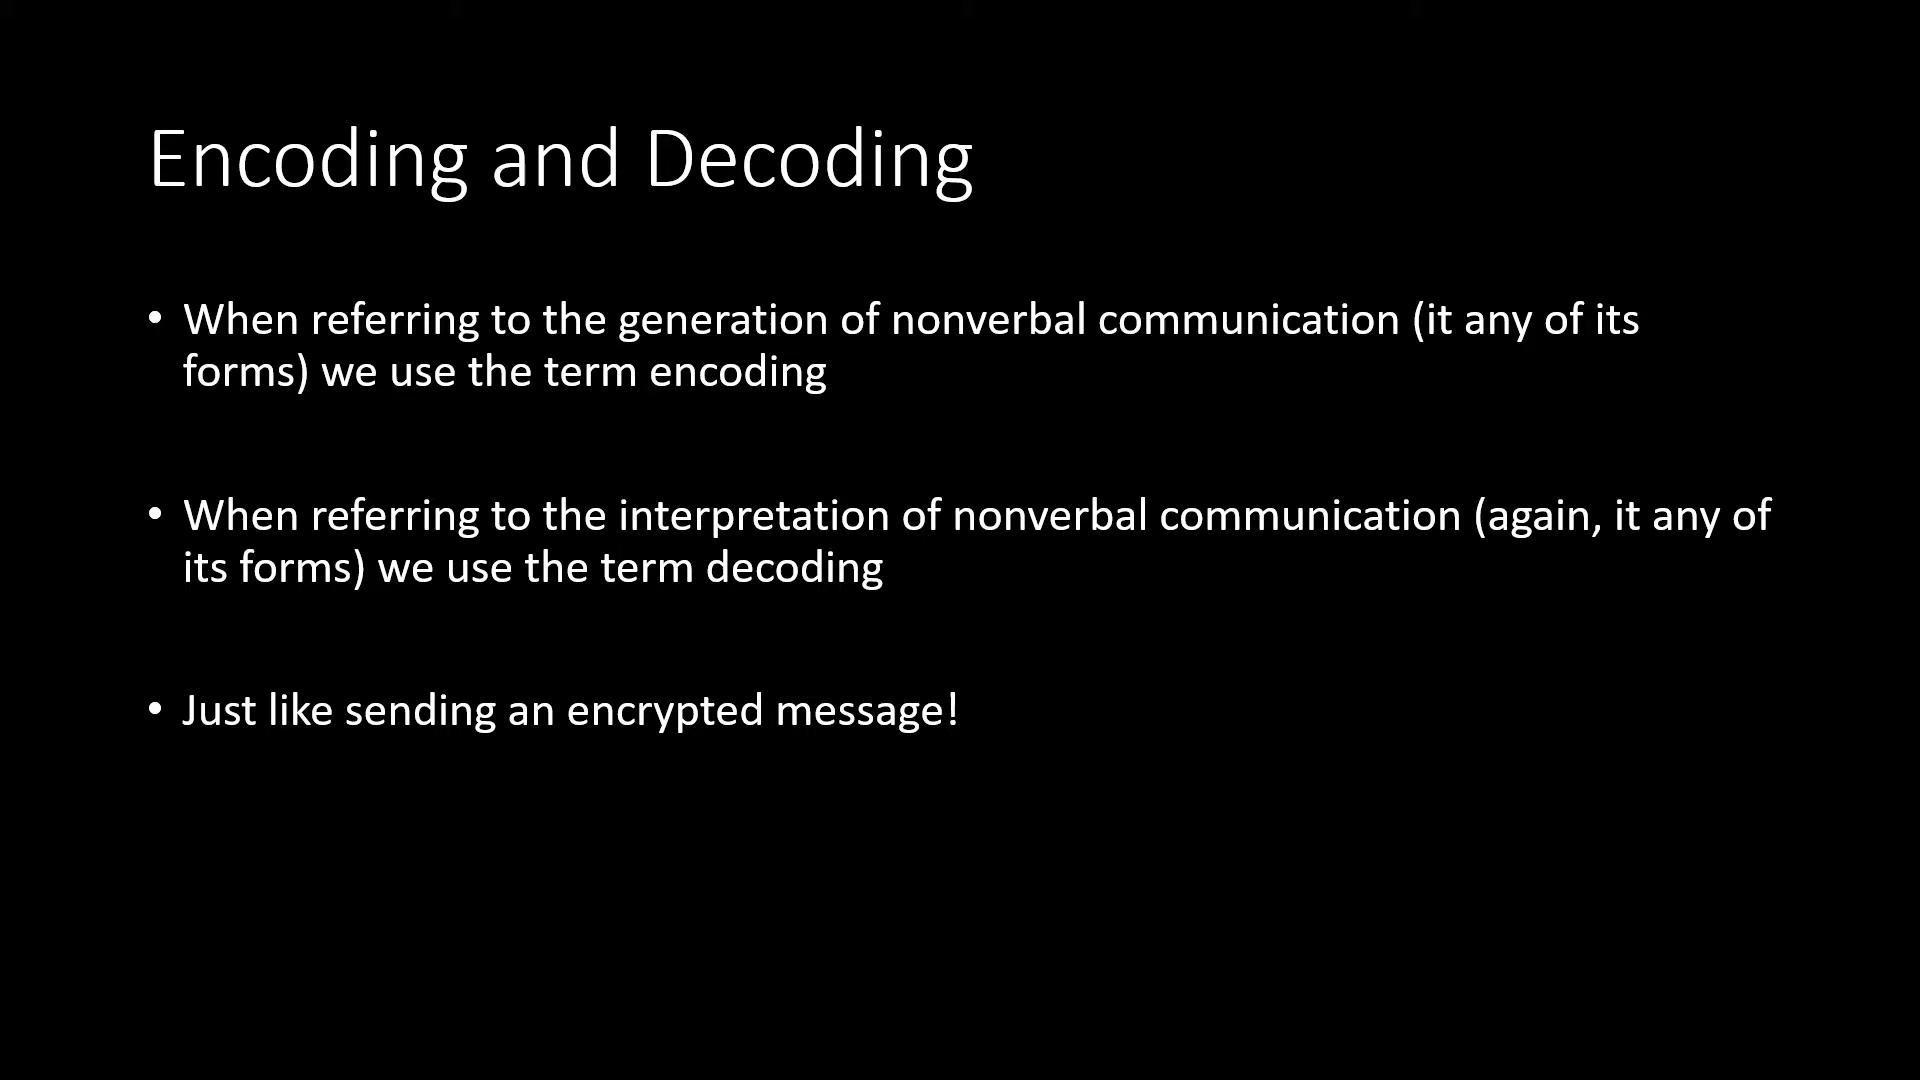 Encoding and Decoding
• When referring to the generation of nonverbal communication (it any of its
forms) we use the term encoding
• When referring to the interpretation of nonverbal communication (again, it any of
its forms) we use the term decoding
• Just like sending an encrypted message!